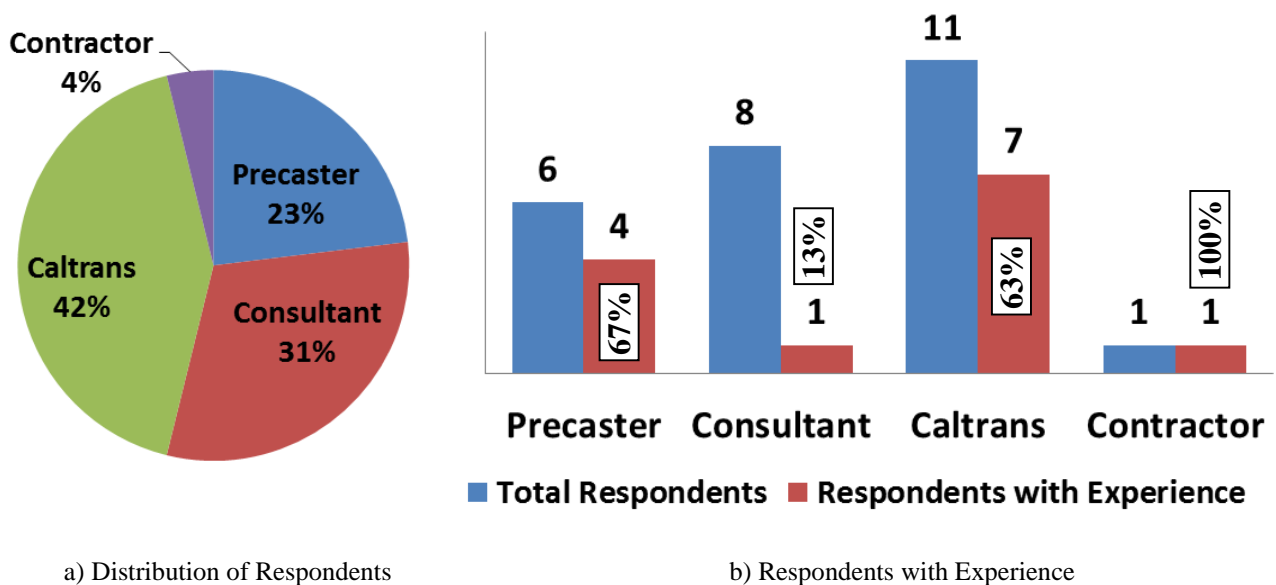 Contractor
4%
Precaster
23%
Caltrans
42%
Consultant
31%
6
4
67%
8
1
13%
11
7
63%
1
1
100%
Precaster Consultant Caltrans Contractor
Total Respondents Respondents with Experience
a) Distribution of Respondents
b) Respondents with Experience